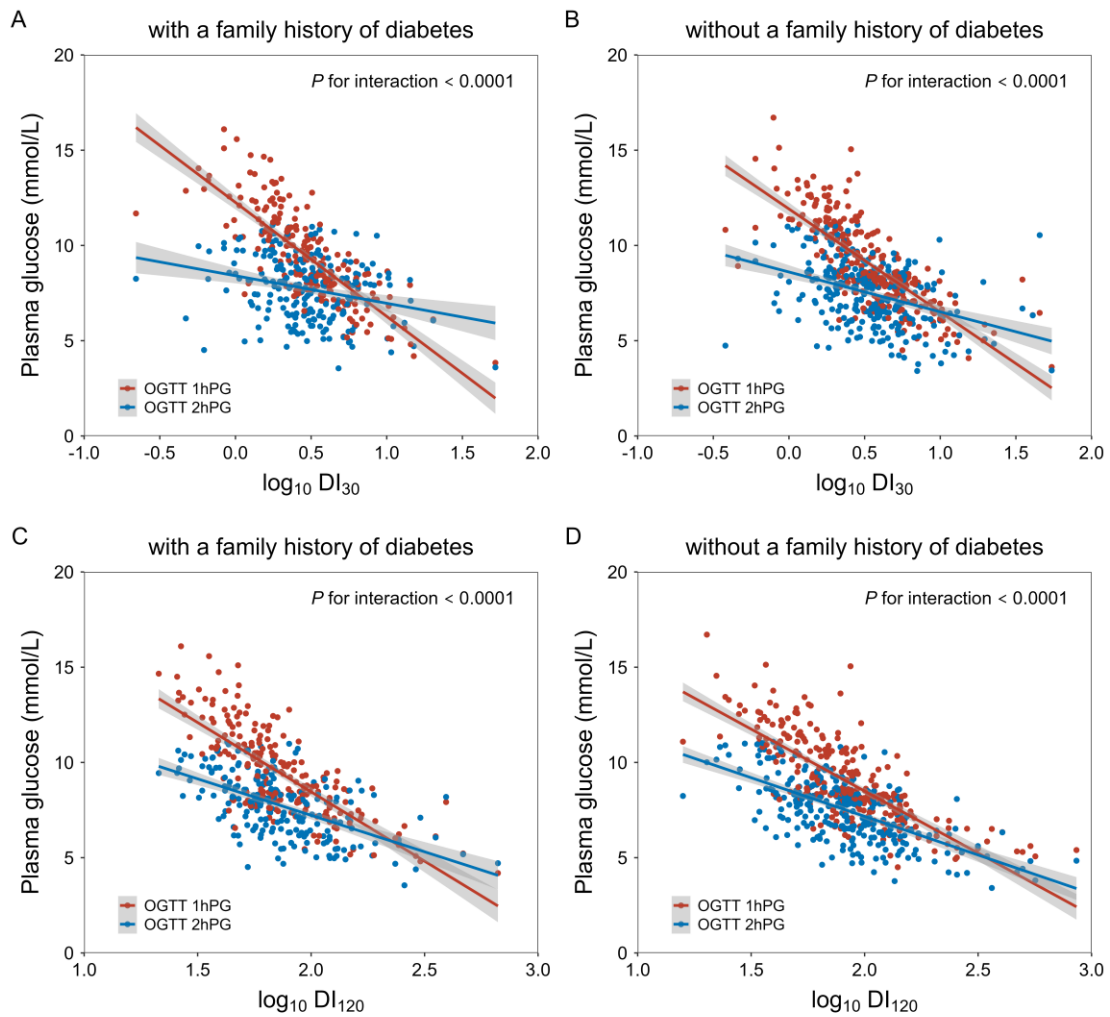 A
with a family history of diabetes
P for interaction < 0.0001
Plasma glucose (mmol/L)
20
15
10
5
0
OGTT 1hPG
OGTT 2hPG
-1.0 -0.5 0.0 0.5 1.0 1.5 2.0
log₁₀ DI₃₀
B
without a family history of diabetes
P for interaction < 0.0001
Plasma glucose (mmol/L)
20
15
10
5
0
OGTT 1hPG
OGTT 2hPG
-1.0 -0.5 0.0 0.5 1.0 1.5 2.0
log₁₀ DI₃₀
C
with a family history of diabetes
P for interaction < 0.0001
Plasma glucose (mmol/L)
20
15
10
5
0
OGTT 1hPG
OGTT 2hPG
1.0 1.5 2.0 2.5 3.0
log₁₀ DI₁₂₀
D
without a family history of diabetes
P for interaction < 0.0001
Plasma glucose (mmol/L)
20
15
10
5
0
OGTT 1hPG
OGTT 2hPG
1.0 1.5 2.0 2.5 3.0
log₁₀ DI₁₂₀